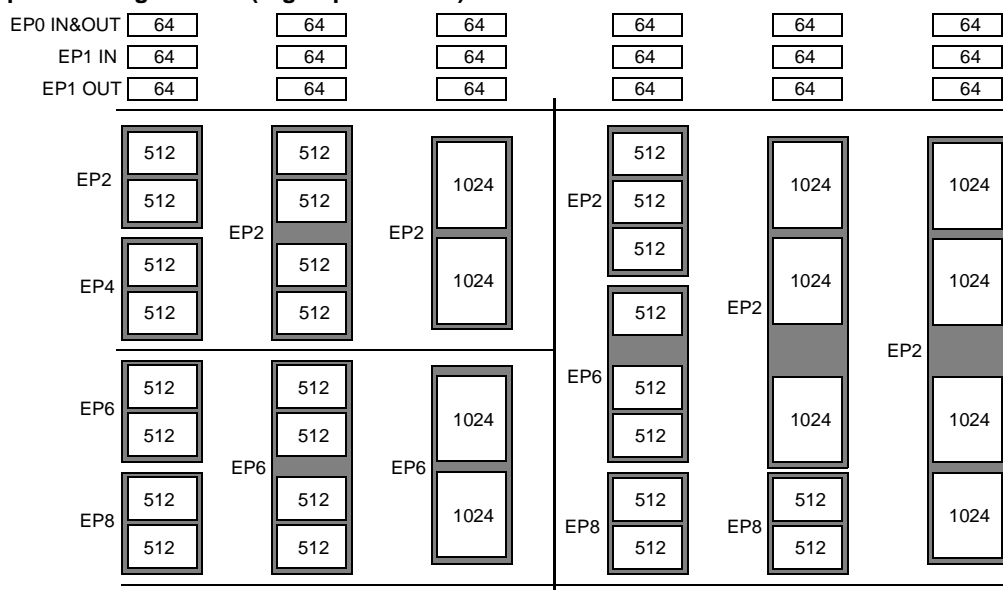 EP0 IN&OUT 64 64 64 64 64 64
EP1 IN 64 64 64 64 64 64
EP1 OUT 64 64 64 64 64 64
512 512 512
EP2 1024 1024 1024
512 512 EP2 512
EP2 EP2
512
512 512
EP4 1024 1024 1024
512 512 512 EP2
EP2
EP6
512 512 512
EP6 1024 1024 1024
512 512 512
EP6 EP6
512 512 512 512
EP8 1024 EP8 EP8 1024
512 512 512 512